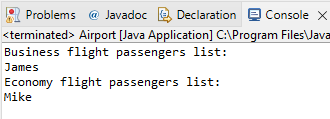 Problems @ Javadoc Declaration Console
<terminated> Airport [Java Application] C:\Program Files\Java
Business flight passengers list:
James
Economy flight passengers list:
Mike